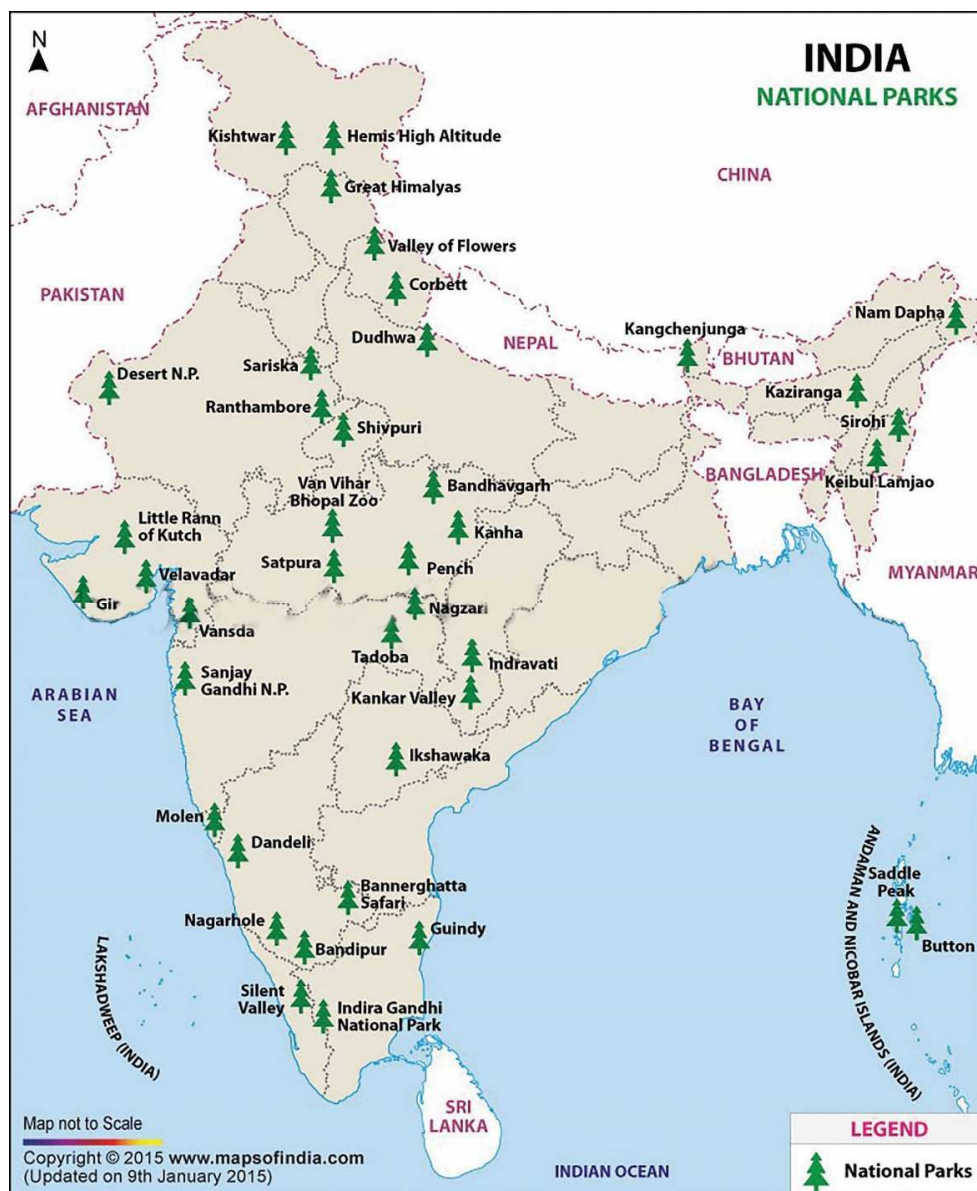 N
INDIA
NATIONAL PARKS
AFGHANISTAN
Kishtwar
Hemis High Altitude
CHINA
Great Himalyas
Valley of Flowers
PAKISTAN
Corbett
Nam Dapha
Dudhwa
NEPAL
Kangchenjunga
BHUTAN
Sariska
Desert N.P.
Kaziranga
Ranthambore
Sirohi
Shivpuri
BANGLADESH
Keibul Lamjao
Van Vihar
Bhopal Zoo
Bandhavgarh
Little Rann
of Kutch
Kanha
Satpura
Pench
MYANMAR
Velavadar
Gir
Nagzari
Vansda
Tadoba
Indravati
Sanjay
Gandhi N.P.
Kankar Valley
ARABIAN
SEA
BAY
OF
BENGAL
Ikshawaka
Molen
Dandeli
Bannerghatta
Safari
Saddle
Peak
Nagarhole
Guindy
Bandipur
Button
ANDAMAN AND NICOBAR ISLANDS (INDIA)
LAKSHADWEEP (INDIA)
Silent
Valley
Indira Gandhi
National Park
SRI
LANKA
Map not to Scale
Copyright © 2015 www.mapsofindia.com
(Updated on 9th January 2015)
INDIAN OCEAN
LEGEND
National Parks